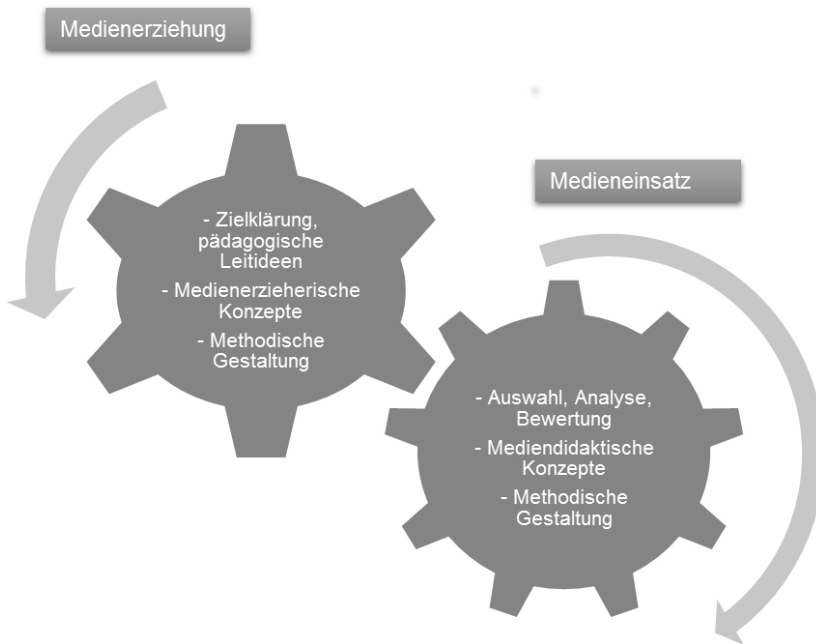 Medienerziehung
- Zielklärung,
pädagogische
Leitideen
- Medienerzieherische
Konzepte
- Methodische
Gestaltung
Medieneinsatz
- Auswahl, Analyse,
Bewertung
- Mediendidaktische
Konzepte
- Methodische
Gestaltung